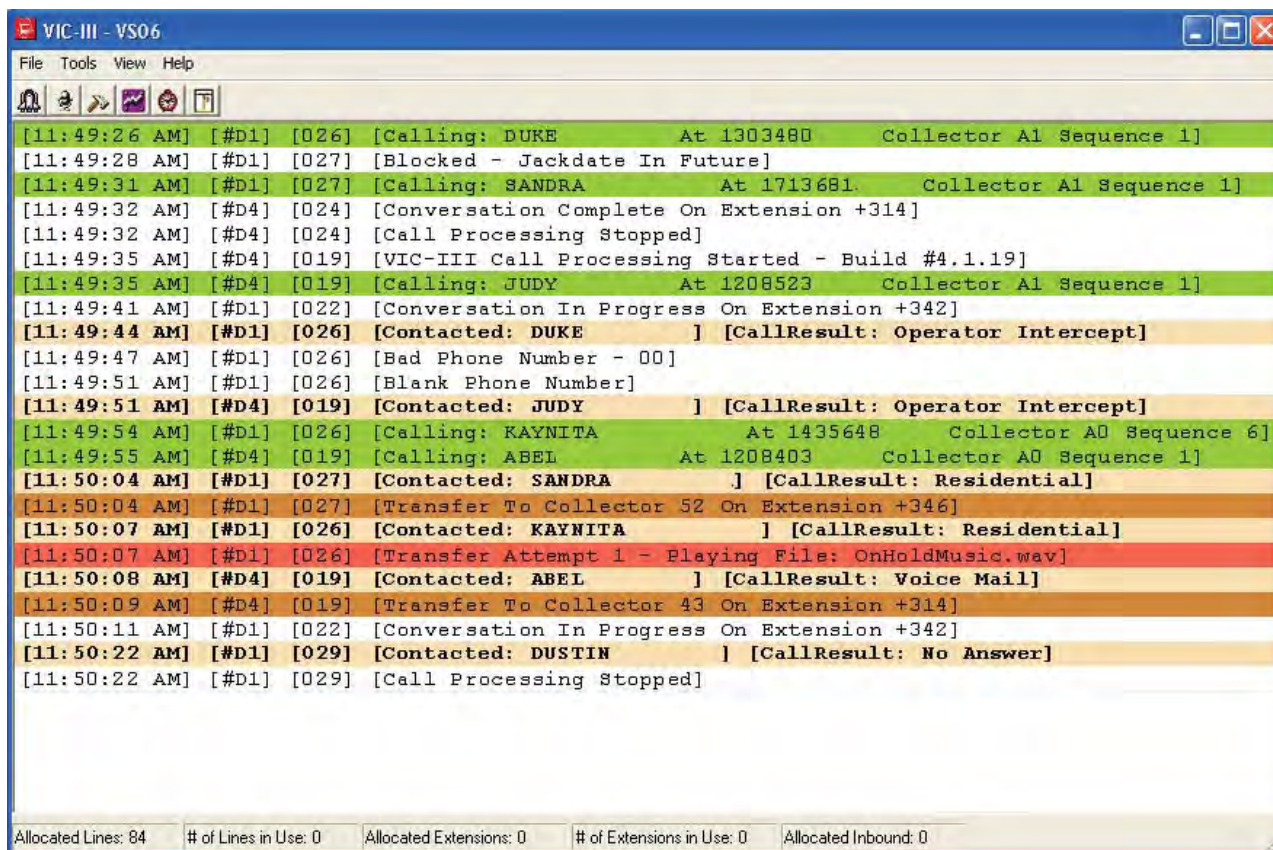 VIC-III - VS06
File Tools View Help
[11:49:26 AM] [#D1] [026] [Calling: DUKE At 1303480 Collector A1 Sequence 1]
[11:49:28 AM] [#D1] [027] [Blocked - Jackdate In Future]
[11:49:31 AM] [#D1] [027] [Calling: SANDRA At 1713681. Collector A1 Sequence 1]
[11:49:32 AM] [#D4] [024] [Conversation Complete On Extension +314]
[11:49:32 AM] [#D4] [024] [Call Processing Stopped]
[11:49:35 AM] [#D4] [019] [VIC-III Call Processing Started - Build #4.1.19]
[11:49:35 AM] [#D4] [019] [Calling: JUDY At 1208523 Collector A1 Sequence 1]
[11:49:41 AM] [#D1] [022] [Conversation In Progress On Extension +342]
[11:49:44 AM] [#D1] [026] [Contacted: DUKE ] [CallResult: Operator Intercept]
[11:49:47 AM] [#D1] [026] [Bad Phone Number - 00]
[11:49:51 AM] [#D1] [026] [Blank Phone Number]
[11:49:51 AM] [#D4] [019] [Contacted: JUDY ] [CallResult: Operator Intercept]
[11:49:54 AM] [#D1] [026] [Calling: KAYNITA At 1435648 Collector A0 Sequence 6]
[11:49:55 AM] [#D4] [019] [Calling: ABEL At 1208403 Collector A0 Sequence 1]
[11:50:04 AM] [#D1] [027] [Contacted: SANDRA .] [CallResult: Residential]
[11:50:04 AM] [#D1] [027] [Transfer To Collector 52 On Extension +346]
[11:50:07 AM] [#D1] [026] [Contacted: KAYNITA ] [CallResult: Residential]
[11:50:07 AM] [#D1] [026] [Transfer Attempt 1 - Playing File: OnHoldMusic.wav]
[11:50:08 AM] [#D4] [019] [Contacted: ABEL ] [CallResult: Voice Mail]
[11:50:09 AM] [#D4] [019] [Transfer To Collector 43 On Extension +314]
[11:50:11 AM] [#D1] [022] [Conversation In Progress On Extension +342]
[11:50:22 AM] [#D1] [029] [Contacted: DUSTIN ] [CallResult: No Answer]
[11:50:22 AM] [#D1] [029] [Call Processing Stopped]
Allocated Lines: 84 # of Lines in Use: 0 Allocated Extensions: 0 # of Extensions in Use: 0 Allocated Inbound: 0